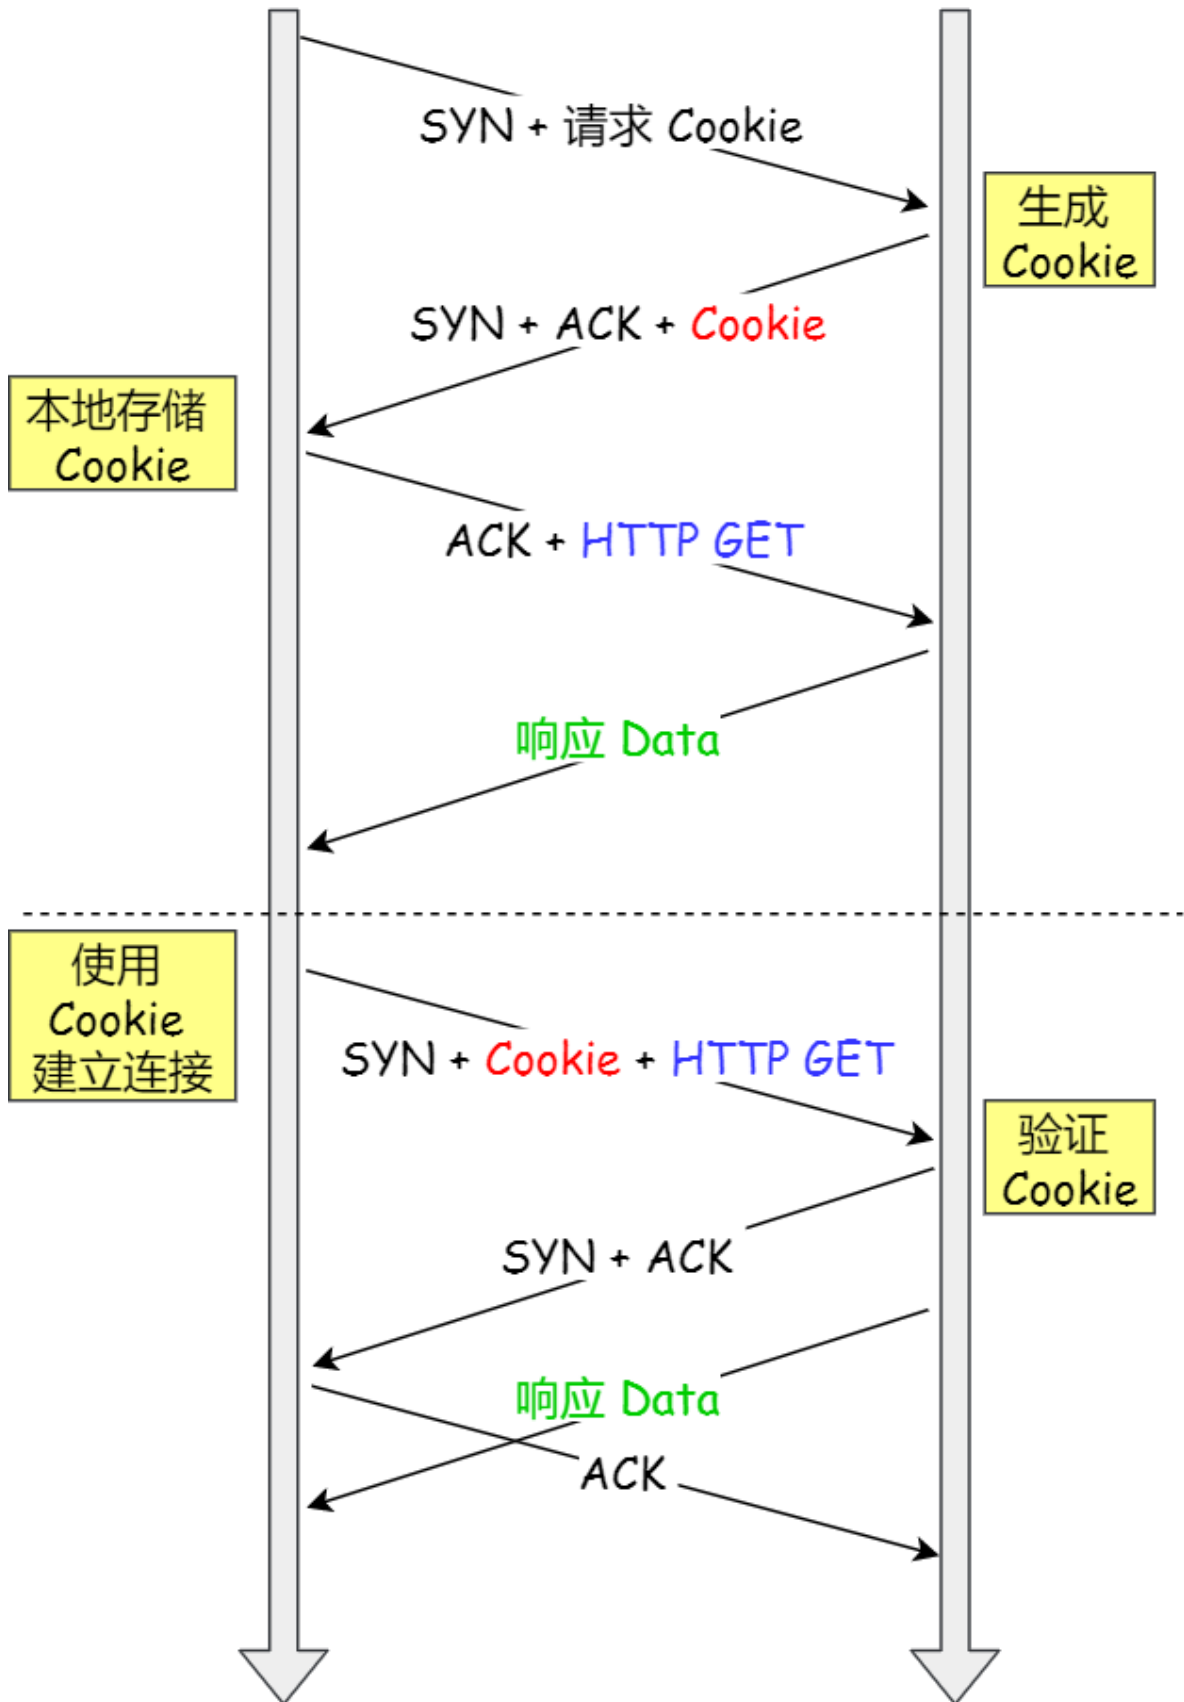 SYN + 请求 Cookie
生成
Cookie
SYN + ACK + Cookie
本地存储
Cookie
ACK + HTTP GET
响应 Data
使用
Cookie
建立连接
SYN + Cookie + HTTP GET
验证
Cookie
SYN + ACK
响应 Data
ACK